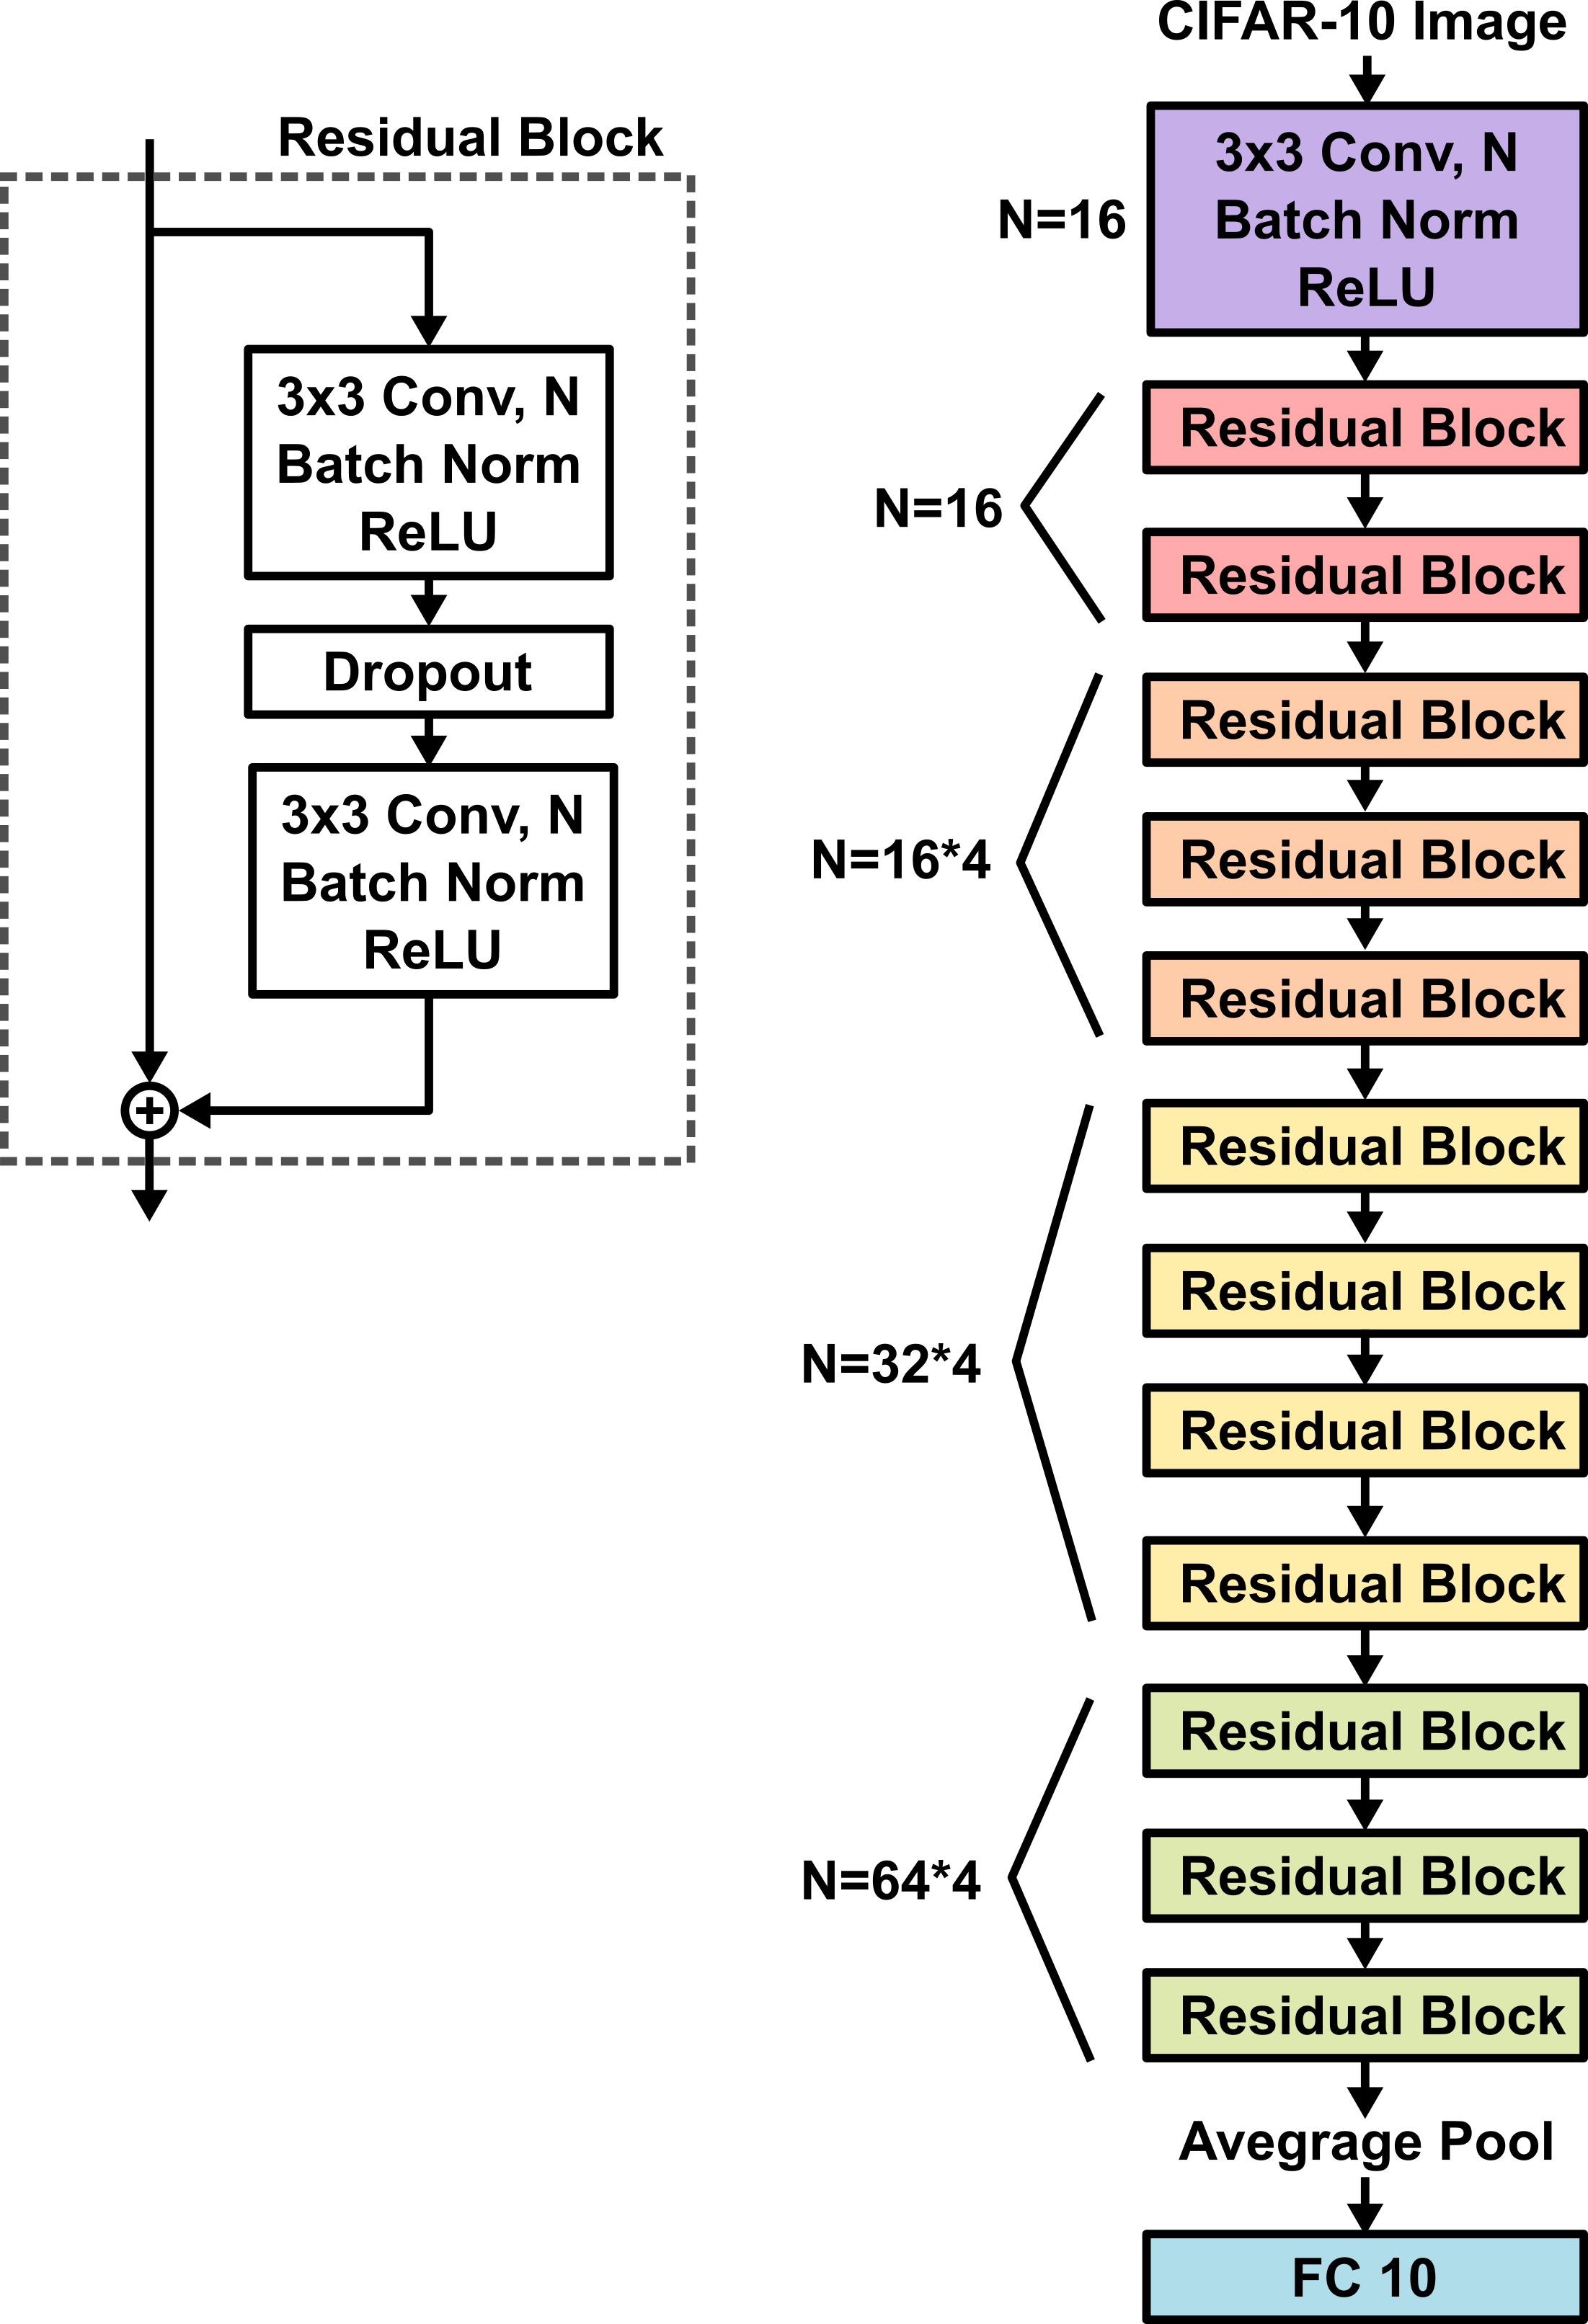 Residual Block
3x3 Conv, N
Batch Norm
ReLU
Dropout
3x3 Conv, N
Batch Norm
ReLU
CIFAR-10 Image
N=16
3x3 Conv, N
Batch Norm
ReLU
N=16
Residual Block
Residual Block
N=16*4
Residual Block
Residual Block
Residual Block
N=32*4
Residual Block
Residual Block
Residual Block
Residual Block
N=64*4
Residual Block
Residual Block
Residual Block
Avegrage Pool
FC 10